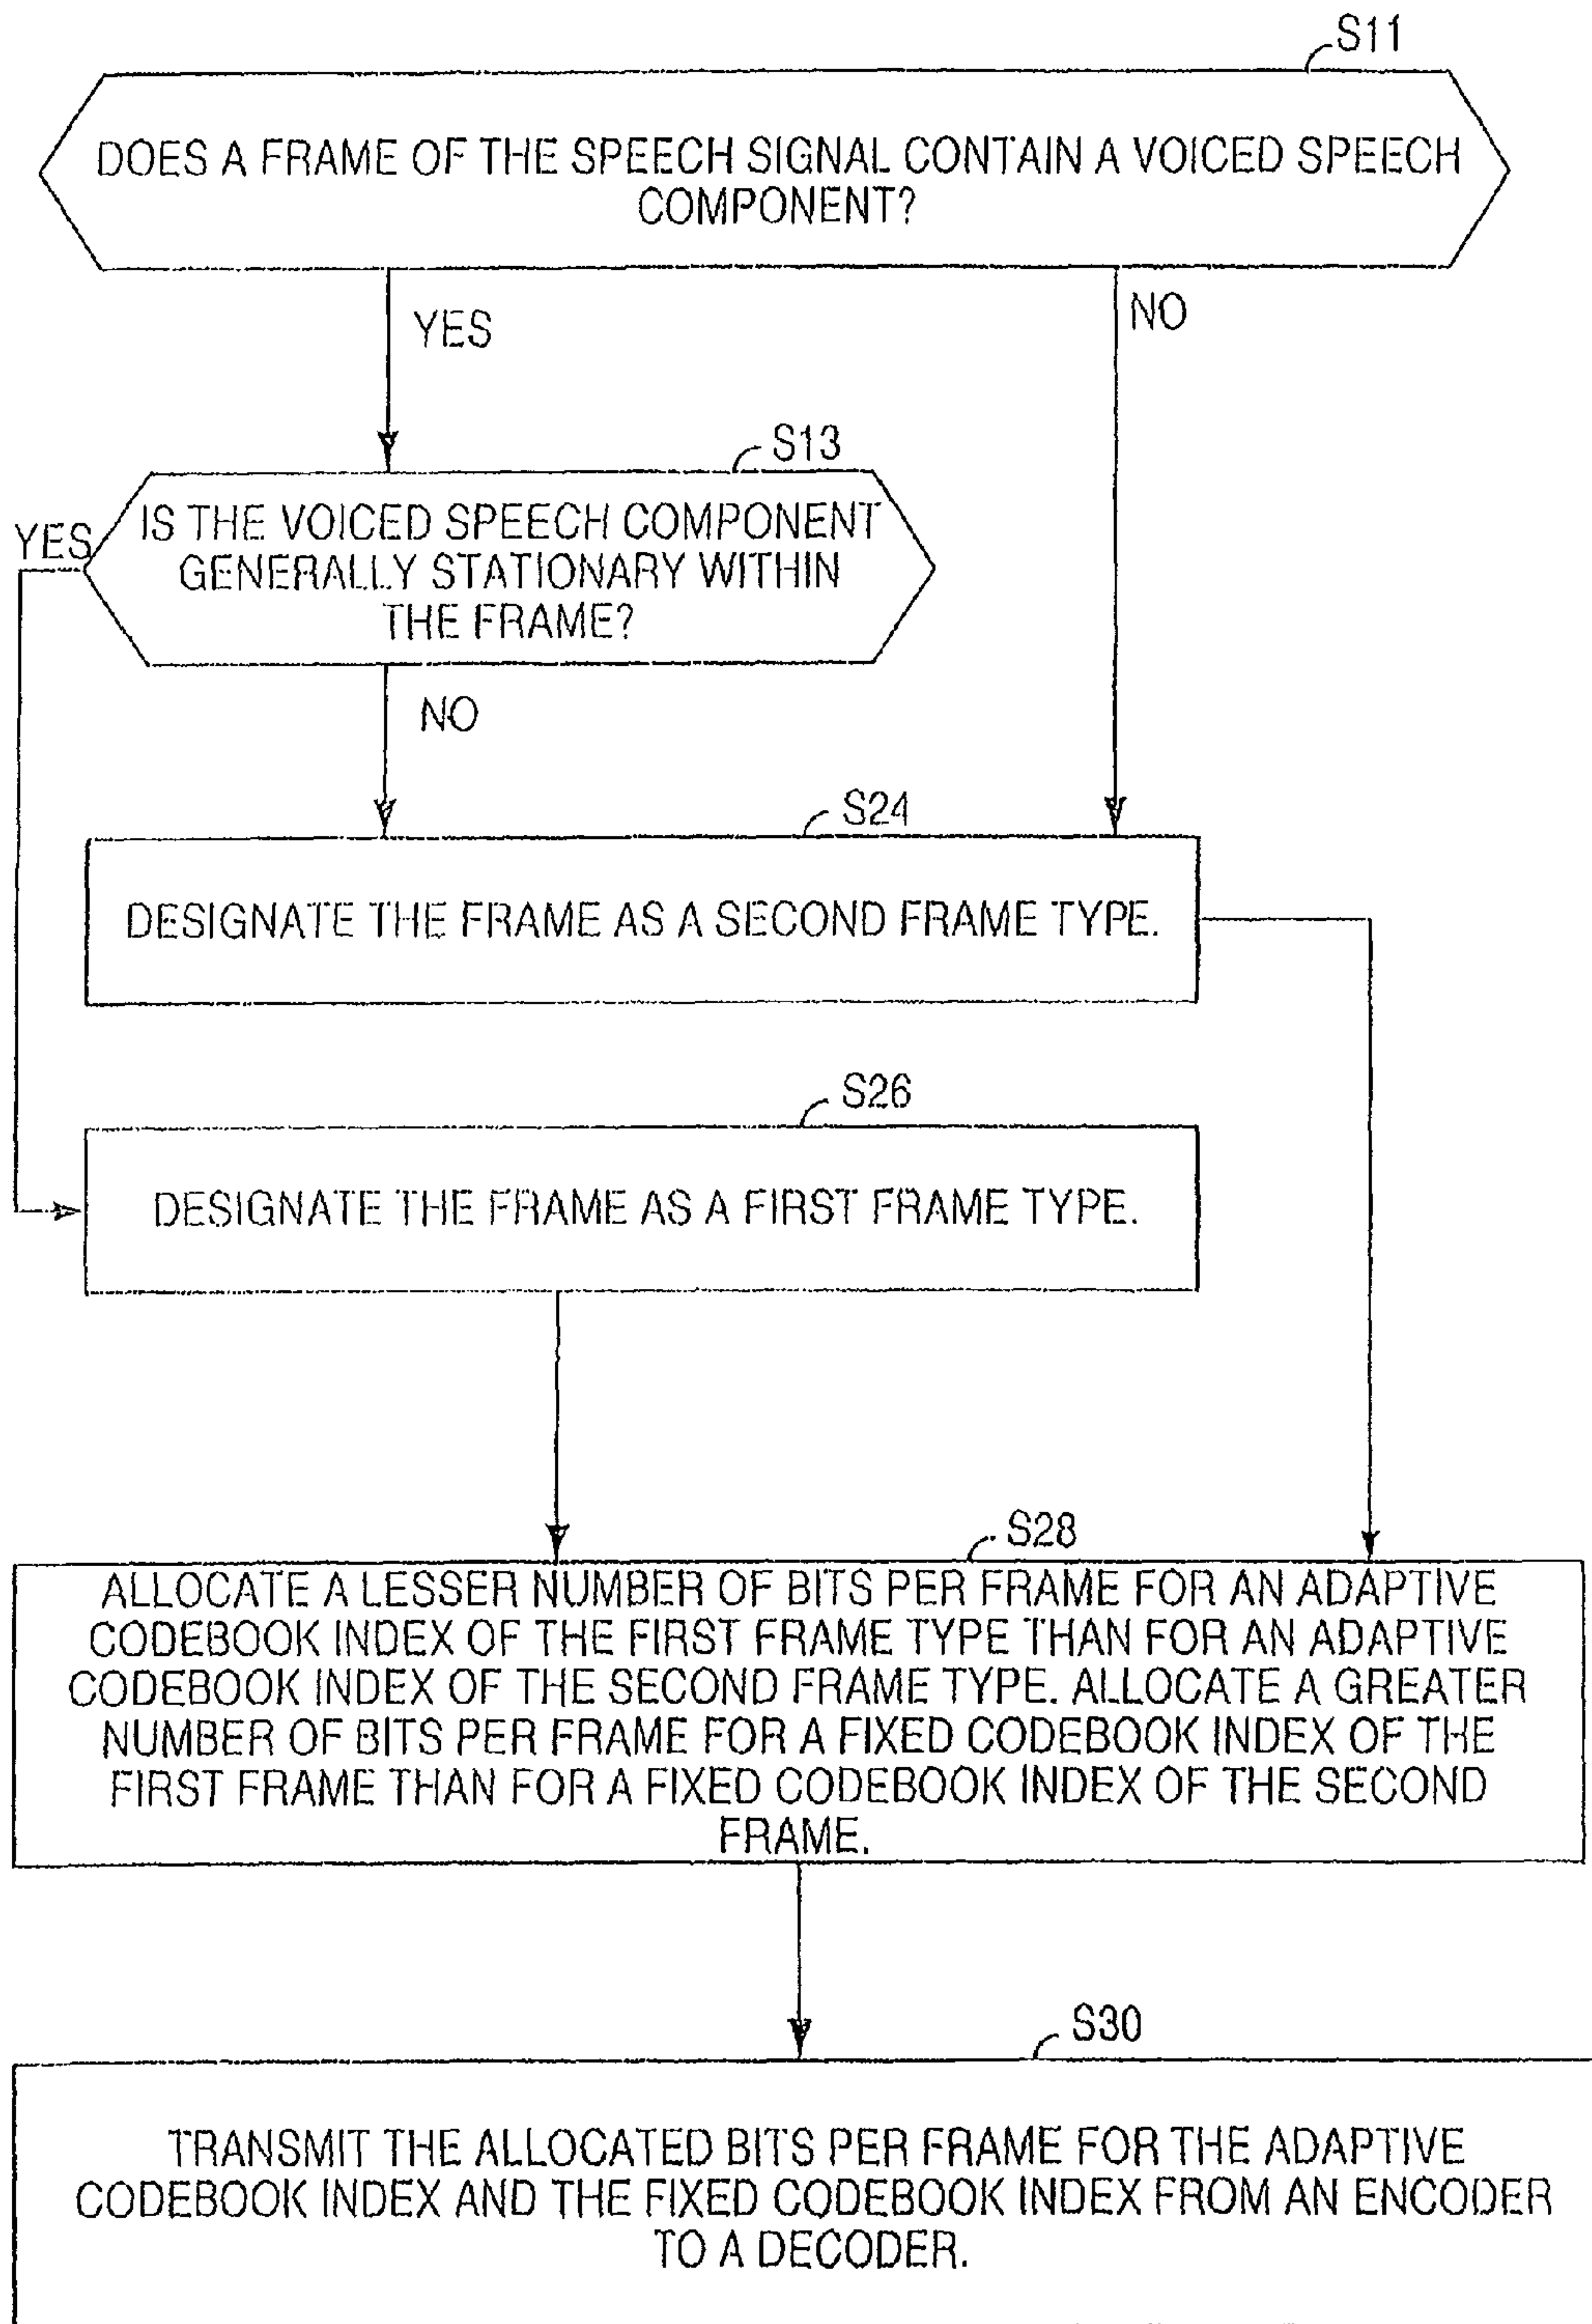 S11
DOES A FRAME OF THE SPEECH SIGNAL CONTAIN A VOICED SPEECH
COMPONENT?
YES
NO
S13
YES
IS THE VOICED SPEECH COMPONENT
GENERALLY STATIONARY WITHIN
THE FRAME?
NO
S24
DESIGNATE THE FRAME AS A SECOND FRAME TYPE.
S26
DESIGNATE THE FRAME AS A FIRST FRAME TYPE.
S28
ALLOCATE A LESSER NUMBER OF BITS PER FRAME FOR AN ADAPTIVE
CODEBOOK INDEX OF THE FIRST FRAME TYPE THAN FOR AN ADAPTIVE
CODEBOOK INDEX OF THE SECOND FRAME TYPE. ALLOCATE A GREATER
NUMBER OF BITS PER FRAME FOR A FIXED CODEBOOK INDEX OF THE
FIRST FRAME THAN FOR A FIXED CODEBOOK INDEX OF THE SECOND
FRAME.
S30
TRANSMIT THE ALLOCATED BITS PER FRAME FOR THE ADAPTIVE
CODEBOOK INDEX AND THE FIXED CODEBOOK INDEX FROM AN ENCODER
TO A DECODER.